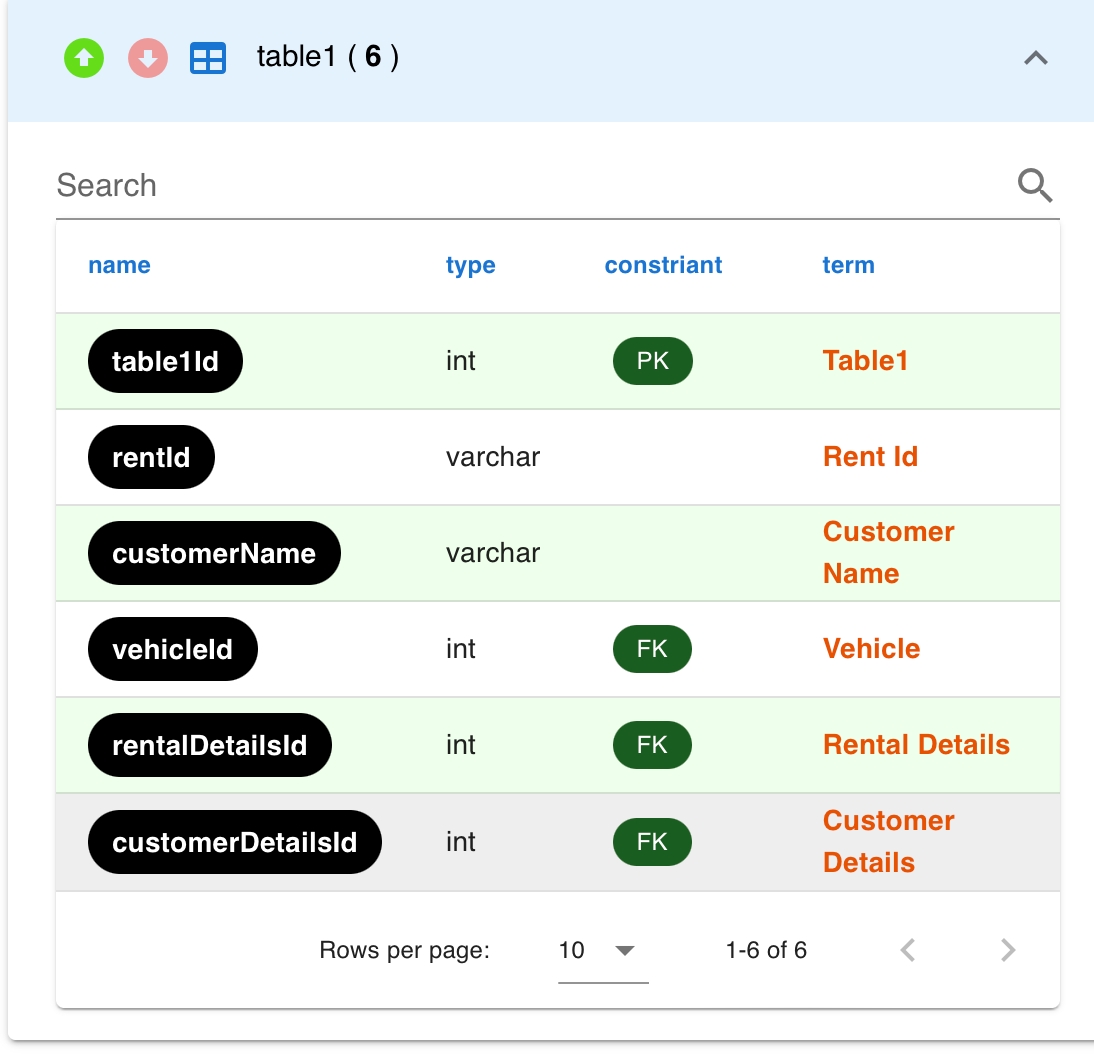 table1 ( 6 )
Search
name type constriant term
table1Id int PK Table1
rentId varchar Rent Id
customerName varchar Customer
Name
vehicleId int FK Vehicle
rentalDetailsId int FK Rental Details
customerDetailsId int FK Customer
Details
Rows per page: 10 1-6 of 6